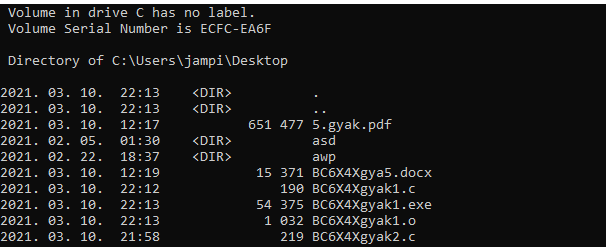 Volume in drive C has no label.
Volume Serial Number is ECFC-EA6F
Directory of C:\Users\jampi\Desktop
2021. 03. 10.  22:13    <DIR>          .
2021. 03. 10.  22:13    <DIR>          ..
2021. 03. 10.  12:17           651 477 5.gyak.pdf
2021. 02. 05.  01:30    <DIR>          asd
2021. 02. 22.  18:37    <DIR>          awp
2021. 03. 10.  12:19            15 371 BC6X4Xgya5.docx
2021. 03. 10.  22:12               190 BC6X4Xgyak1.c
2021. 03. 10.  22:13            54 375 BC6X4Xgyak1.exe
2021. 03. 10.  22:13             1 032 BC6X4Xgyak1.o
2021. 03. 10.  21:58               219 BC6X4Xgyak2.c